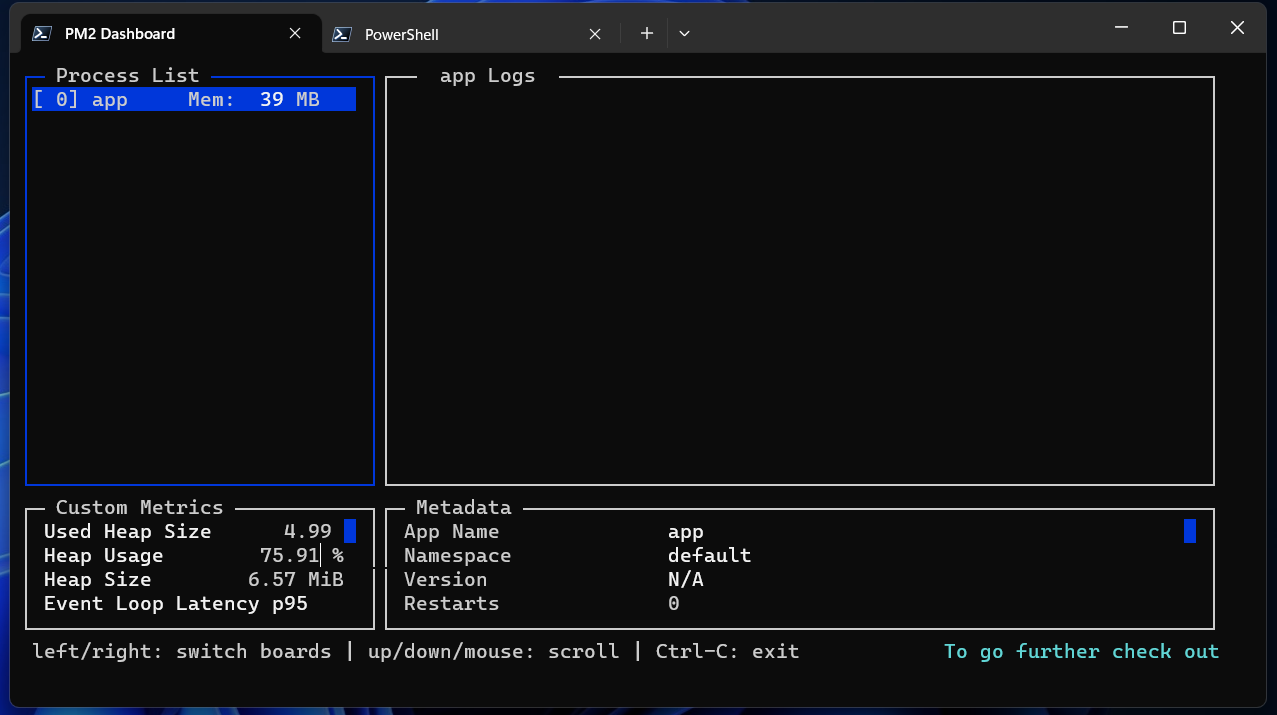 PM2 Dashboard
PowerShell
Process List
[ 0] app     Mem:  39 MB
app Logs
Custom Metrics
Used Heap Size      4.99
Heap Usage        75.91 %
Heap Size        6.57 MiB
Event Loop Latency p95
Metadata
App Name              app
Namespace             default
Version               N/A
Restarts              0
left/right: switch boards | up/down/mouse: scroll | Ctrl-C: exit
To go further check out